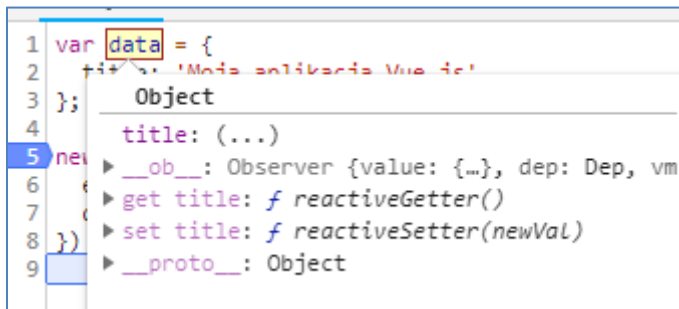 1 var data = {
2 title: 'Moja aplikacja Vue.js'
3 };
Object
4
title: (...)
5 new
__ob__: Observer {value: {…}, dep: Dep, vm
6
get title: ƒ reactiveGetter()
7
set title: ƒ reactiveSetter(newVal)
8 })
__proto__: Object
9